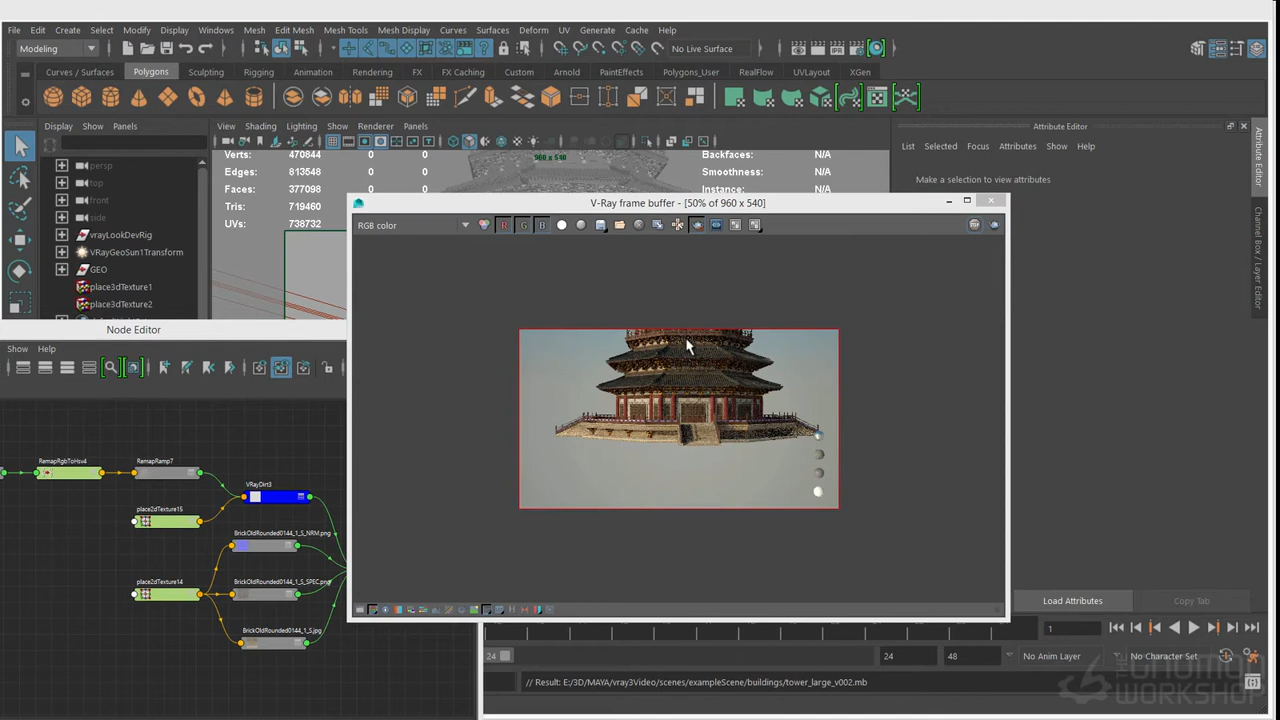 File Edit Create Select Modify Display Windows Mesh Edit Mesh Mesh Tools Mesh Display Curves Surfaces Deform UV Generate Cache Help
Modeling No Live Surface
Curves / Surfaces Polygons Sculpting Rigging Animation Rendering FX FX Caching Custom Arnold PaintEffects Polygons_User RealFlow UVLayout XGen
Display Show Panels View Shading Lighting Show Renderer Panels Attribute Editor
List Selected Focus Attributes Show Help
Verts: 470844 0 0 960 x 540 Backfaces: N/A
Edges: 813548 0 0 Smoothness: N/A
Faces: 377098 0 0 Instance: N/A
Tris: 719460 0 0
UVs: 738732 0 0
Make a selection to view attributes
persp
top
front
side
vrayLookDevRig
VRayGeoSun1Transform
GEO
place3dTexture1
place3dTexture2
Attribute Editor
Channel Box / Layer Editor
V-Ray frame buffer - [50% of 960 x 540]
RGB color R G B
Node Editor
Show Help
RemapRgbToHsv4 RemapRamp7
VRayDirt3
place2dTexture15
BrickOldRounded0144_1_S_NRM.png
place2dTexture14 BrickOldRounded0144_1_S_SPEC.png
BrickOldRounded0144_1_S.jpg
Load Attributes Copy Tab
1
24 24 48 No Anim Layer No Character Set
// Result: E:/3D/MAYA/vray3Video/scenes/exampleScene/buildings/tower_large_v002.mb
THE GNOMON
WORKSHOP